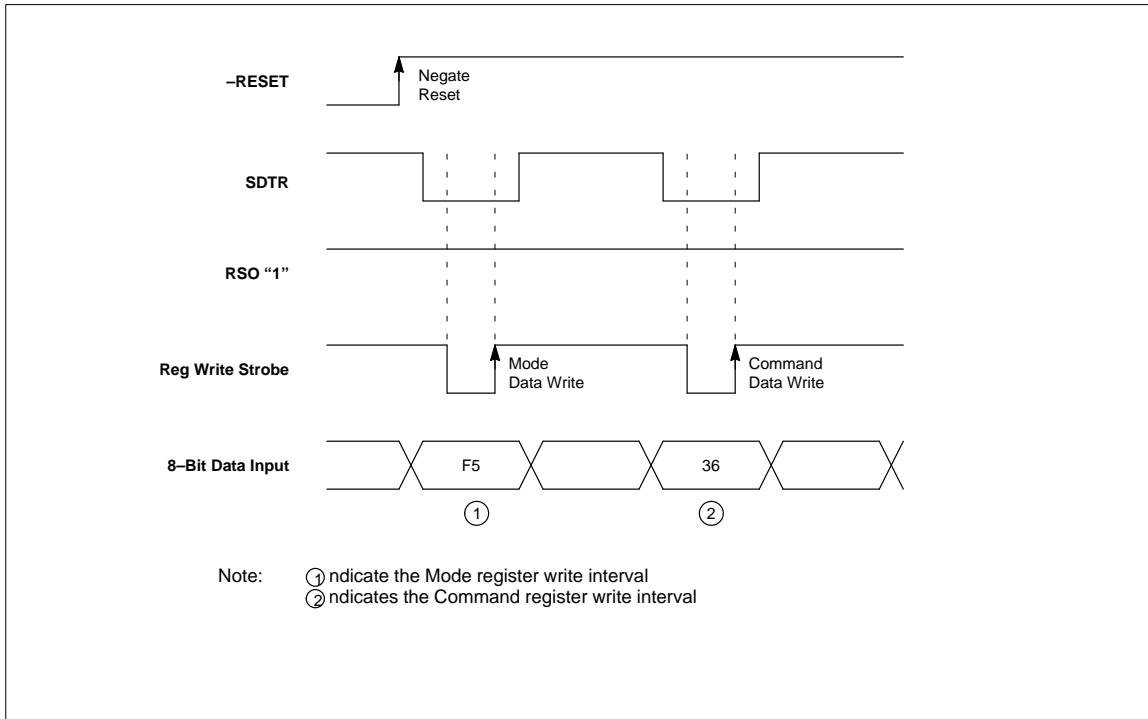 –RESET
Negate
Reset
SDTR
RSO “1”
Reg Write Strobe
Mode
Data Write
Command
Data Write
8–Bit Data Input
F5
36
1
2
Note:
1 ndicate the Mode register write interval
2 ndicates the Command register write interval